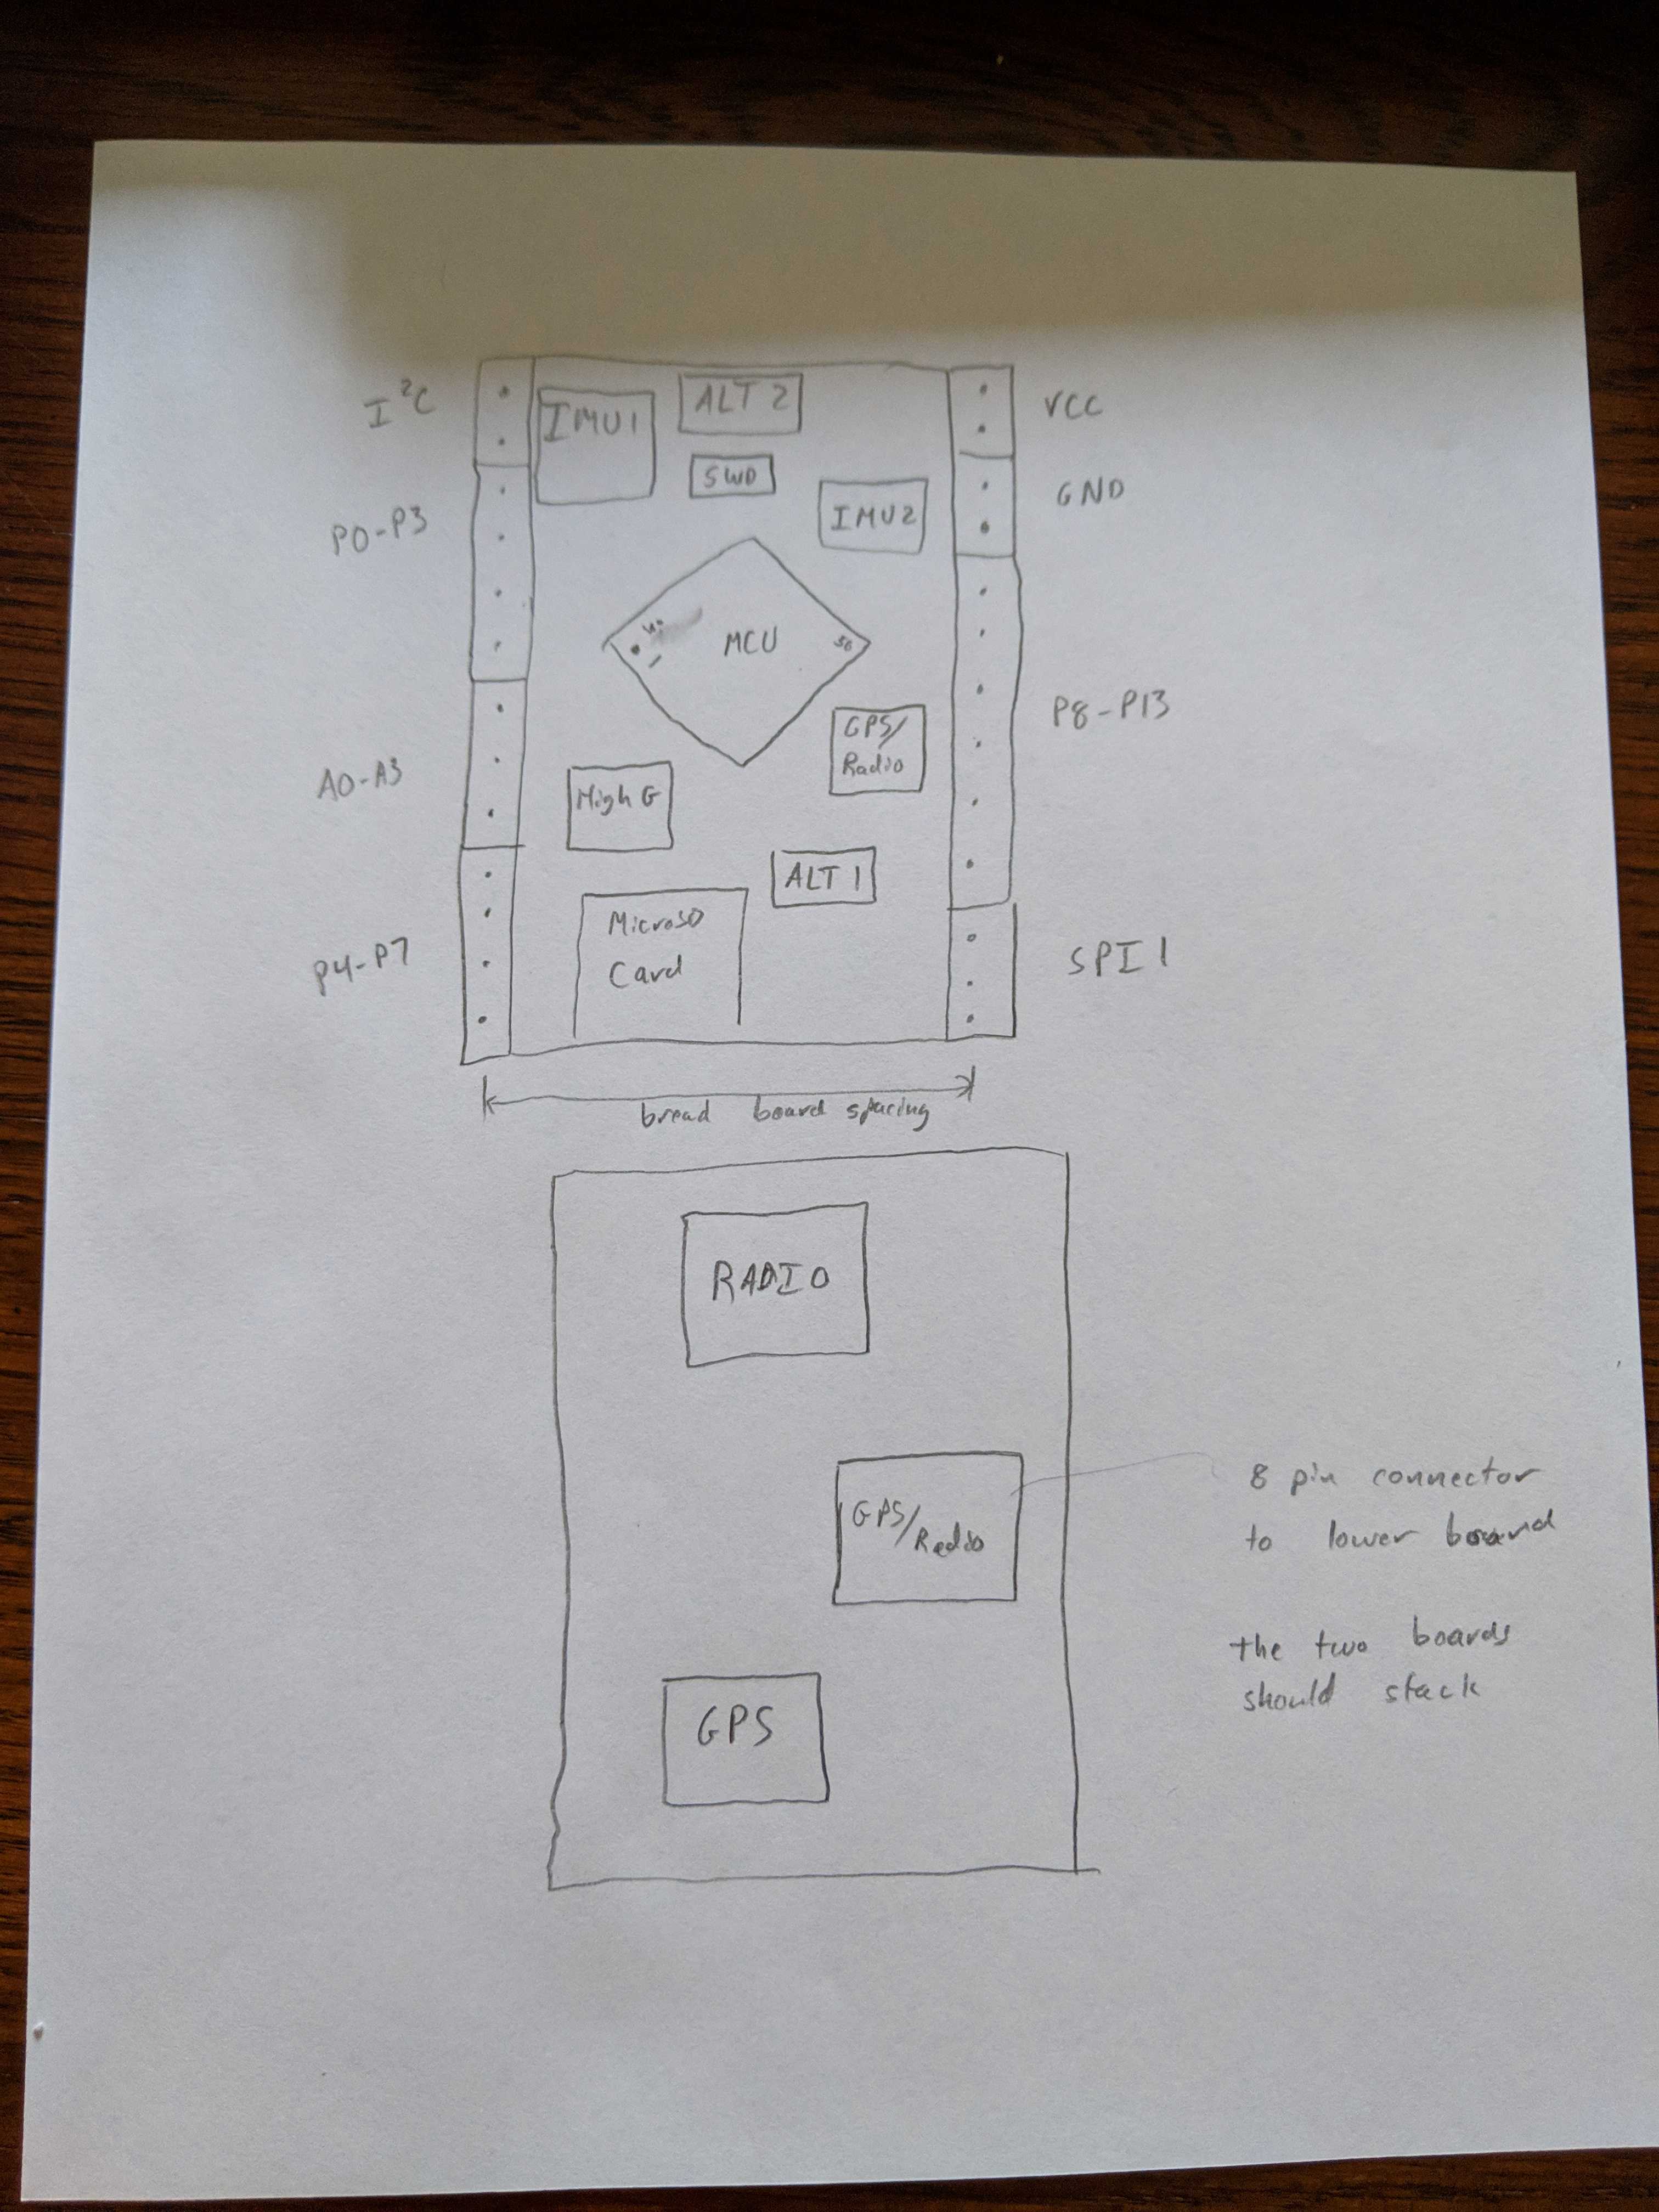 I²C
IMU1
ALT 2
VCC
SWD
GND
P0-P3
IMU2
MCU
50
1
GPS/
Radio
P8-P13
A0-A3
High G
ALT 1
MicroSD
Card
P4-P7
SPI 1
bread board spacing
RADIO
GPS/
Radio
8 pin connector
to lower board
the two boards
should stack
GPS